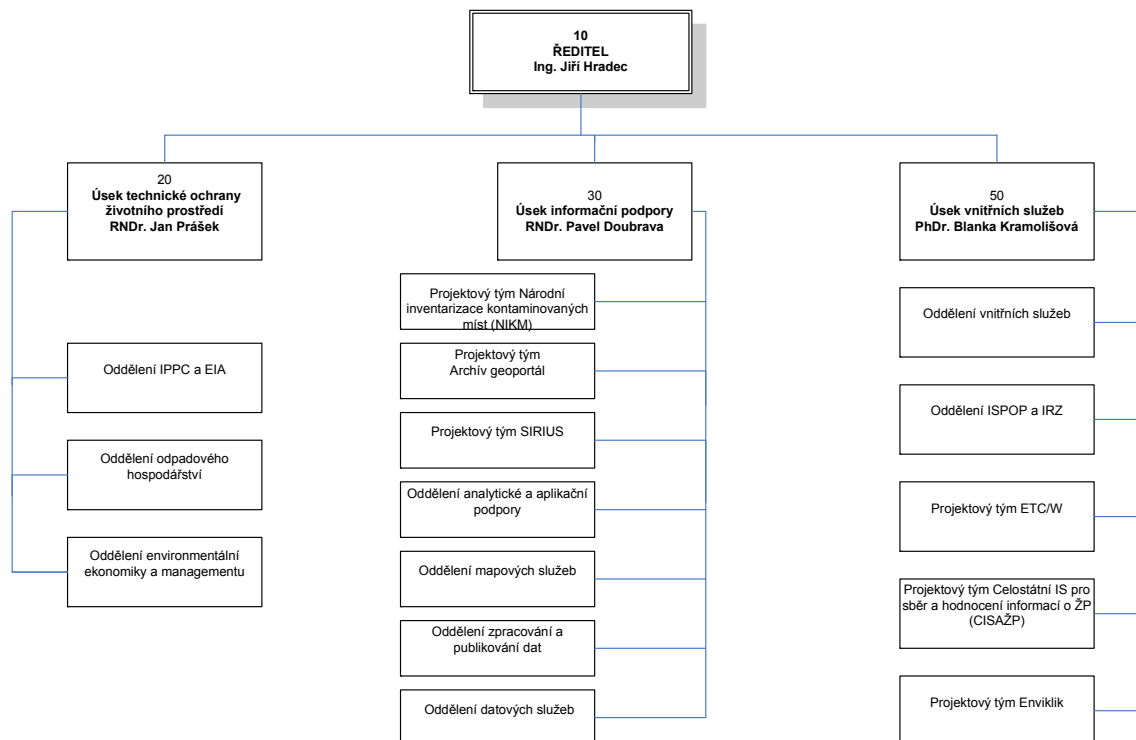 10
ŘEDITEL
Ing. Jiří Hradec
20
Úsek technické ochrany
životního prostředí
RNDr. Jan Prášek
30
Úsek informační podpory
RNDr. Pavel Doubrava
50
Úsek vnitřních služeb
PhDr. Blanka Kramolišová
Oddělení IPPC a EIA
Oddělení odpadového
hospodářství
Oddělení environmentální
ekonomiky a managementu
Projektový tým Národní
inventarizace kontaminovaných
míst (NIKM)
Projektový tým
Archív geoportál
Projektový tým SIRIUS
Oddělení analytické a aplikační
podpory
Oddělení mapových služeb
Oddělení zpracování a
publikování dat
Oddělení datových služeb
Oddělení vnitřních služeb
Oddělení ISPOP a IRZ
Projektový tým ETC/W
Projektový tým Celostátní IS pro
sběr a hodnocení informací o ŽP
(CISAŽP)
Projektový tým Enviklik